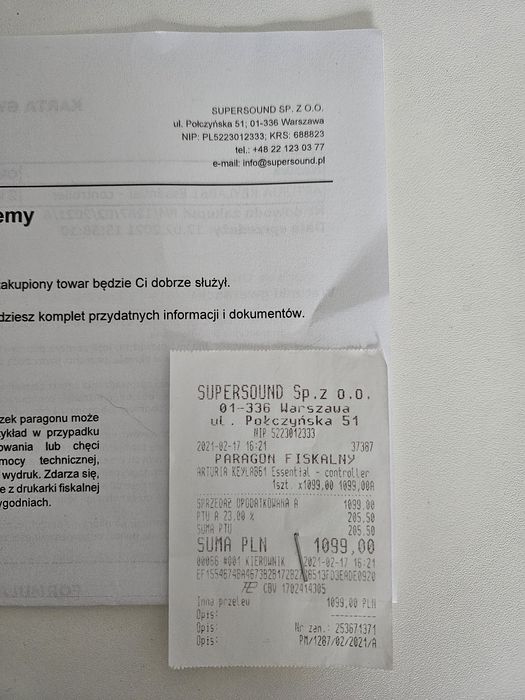 SUPERSOUND SP. Z O.O.
ul. Połczyńska 51; 01-336 Warszawa
NIP: PL5223012333; KRS: 688823
tel.: +48 22 123 03 77
e-mail: info@supersound.pl
emy
zakupiony towar będzie Ci dobrze służył.
dziesz komplet przydatnych informacji i dokumentów.
zek paragonu może
ykład w przypadku
owania lub chęci
mocy technicznej,
wydruk. Zdarza się,
e z drukarki fiskalnej
ygodniach.
SUPERSOUND Sp.z o.o.
01-336 Warszawa
ul. Połczyńska 51
NIP 5223012333
2021-02-17 16:21 37387
PARAGON FISKALNY
ARTURIA KEYLAB61 Essential - controller
1szt. x1099,00 1099,00A
SPRZEDAŻ OPODATKOWANA A 1099,00
PTU A 23,00 % 205,50
SUMA PTU 205,50
SUMA PLN 1099,00
00066 #001 KIEROWNIK 2021-02-17 16:21
CBV 1702414305
Inna przelew 1099,00 PLN
Opis: ----------
Opis: Nr zam.: 253671371
Opis: PM/1287/02/2021/A